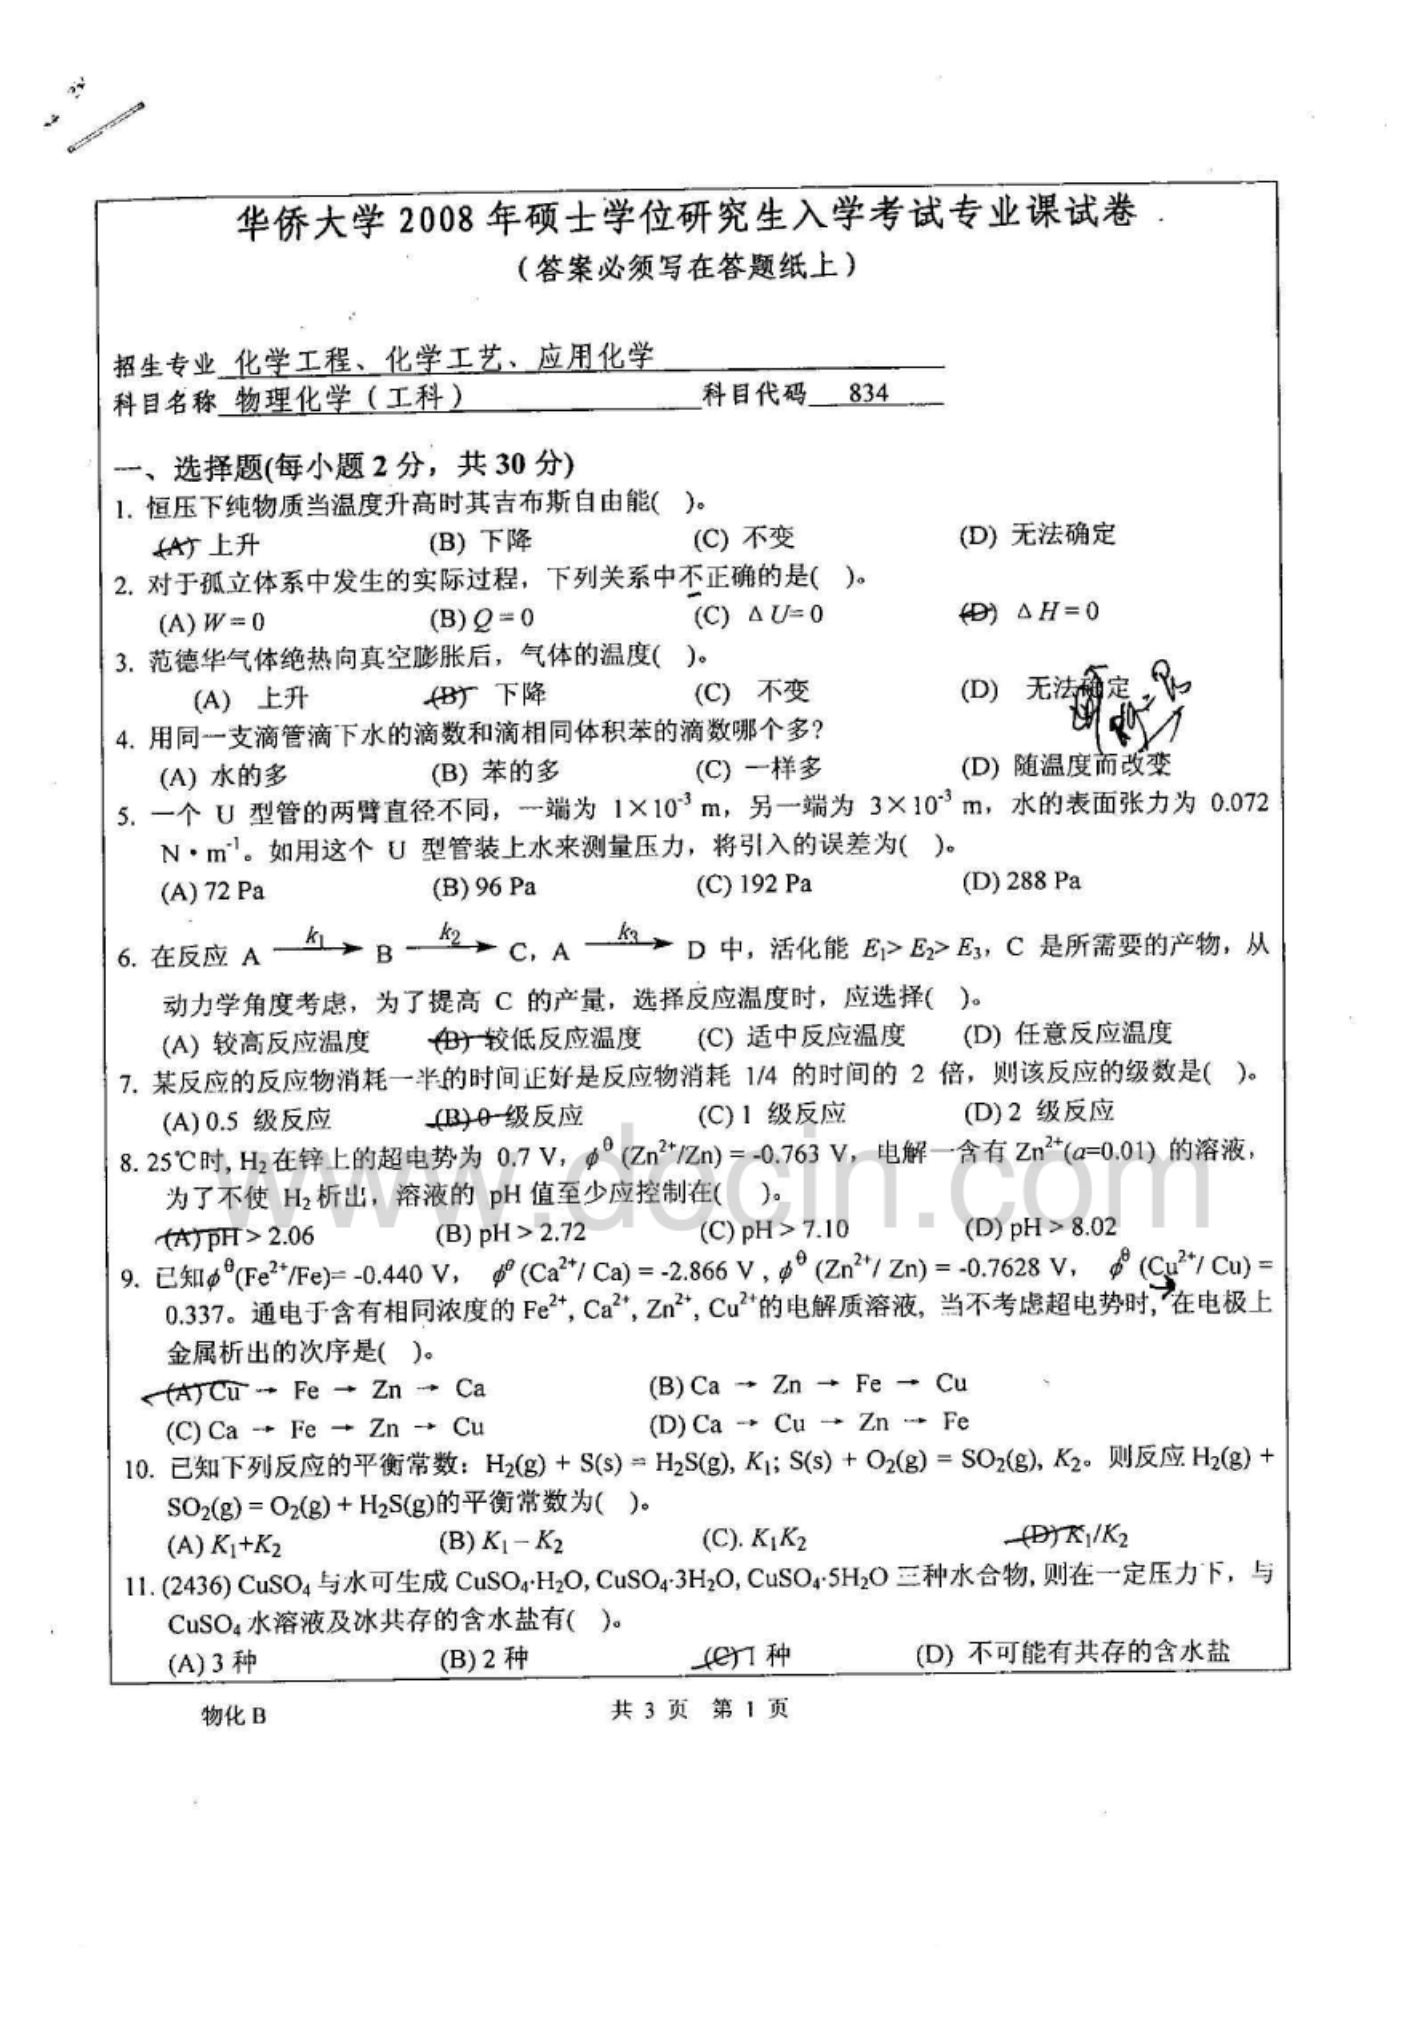 华侨大学 2008 年硕士学位研究生入学考试专业课试卷
（答案必须写在答题纸上）
招生专业 化学工程、化学工艺、应用化学
科目名称 物理化学（工科） 科目代码 834
一、选择题(每小题 2 分，共 30 分)
1. 恒压下纯物质当温度升高时其吉布斯自由能( )。
(A) 上升 (B) 下降 (C) 不变 (D) 无法确定
2. 对于孤立体系中发生的实际过程，下列关系中不正确的是( )。
(A) W = 0 (B) Q = 0 (C) ΔU= 0 (D) ΔH = 0
3. 范德华气体绝热向真空膨胀后，气体的温度( )。
(A) 上升 (B) 下降 (C) 不变 (D) 无法确定
4. 用同一支滴管滴下水的滴数和滴相同体积苯的滴数哪个多?
(A) 水的多 (B) 苯的多 (C) 一样多 (D) 随温度而改变
5. 一个 U 型管的两臂直径不同，一端为 1×10⁻³ m，另一端为 3×10⁻³ m，水的表面张力为 0.072
N·m⁻¹。如用这个 U 型管装上水来测量压力，将引入的误差为( )。
(A) 72 Pa (B) 96 Pa (C) 192 Pa (D) 288 Pa
6. 在反应 A —k₁→ B —k₂→ C，A —k₃→ D 中，活化能 E₁> E₂> E₃，C 是所需要的产物，从
动力学角度考虑，为了提高 C 的产量，选择反应温度时，应选择( )。
(A) 较高反应温度 (B) 较低反应温度 (C) 适中反应温度 (D) 任意反应温度
7. 某反应的反应物消耗一半的时间正好是反应物消耗 1/4 的时间的 2 倍，则该反应的级数是( )。
(A) 0.5 级反应 (B) 0 级反应 (C) 1 级反应 (D) 2 级反应
8. 25℃时, H₂ 在锌上的超电势为 0.7 V，ϕ^θ (Zn²⁺/Zn) = -0.763 V，电解一含有 Zn²⁺(a=0.01) 的溶液，
为了不使 H₂ 析出，溶液的 pH 值至少应控制在( )。
(A) pH > 2.06 (B) pH > 2.72 (C) pH > 7.10 (D) pH > 8.02
www.docin.com
9. 已知ϕ^θ(Fe²⁺/Fe)= -0.440 V， ϕ^θ (Ca²⁺/ Ca) = -2.866 V , ϕ^θ (Zn²⁺/ Zn) = -0.7628 V， ϕ^θ (Cu²⁺/ Cu) =
0.337。通电于含有相同浓度的 Fe²⁺, Ca²⁺, Zn²⁺, Cu²⁺的电解质溶液, 当不考虑超电势时, 在电极上
金属析出的次序是( )。
(A) Cu → Fe → Zn → Ca (B) Ca → Zn → Fe → Cu
(C) Ca → Fe → Zn → Cu (D) Ca → Cu → Zn → Fe
10. 已知下列反应的平衡常数：H₂(g) + S(s) = H₂S(g), K₁; S(s) + O₂(g) = SO₂(g), K₂。则反应 H₂(g) +
SO₂(g) = O₂(g) + H₂S(g)的平衡常数为( )。
(A) K₁+K₂ (B) K₁ – K₂ (C). K₁K₂ (D) K₁/K₂
11. (2436) CuSO₄ 与水可生成 CuSO₄·H₂O, CuSO₄·3H₂O, CuSO₄·5H₂O 三种水合物, 则在一定压力下，与
CuSO₄ 水溶液及冰共存的含水盐有( )。
(A) 3 种 (B) 2 种 (C) 1 种 (D) 不可能有共存的含水盐
物化 B 共 3 页 第 1 页